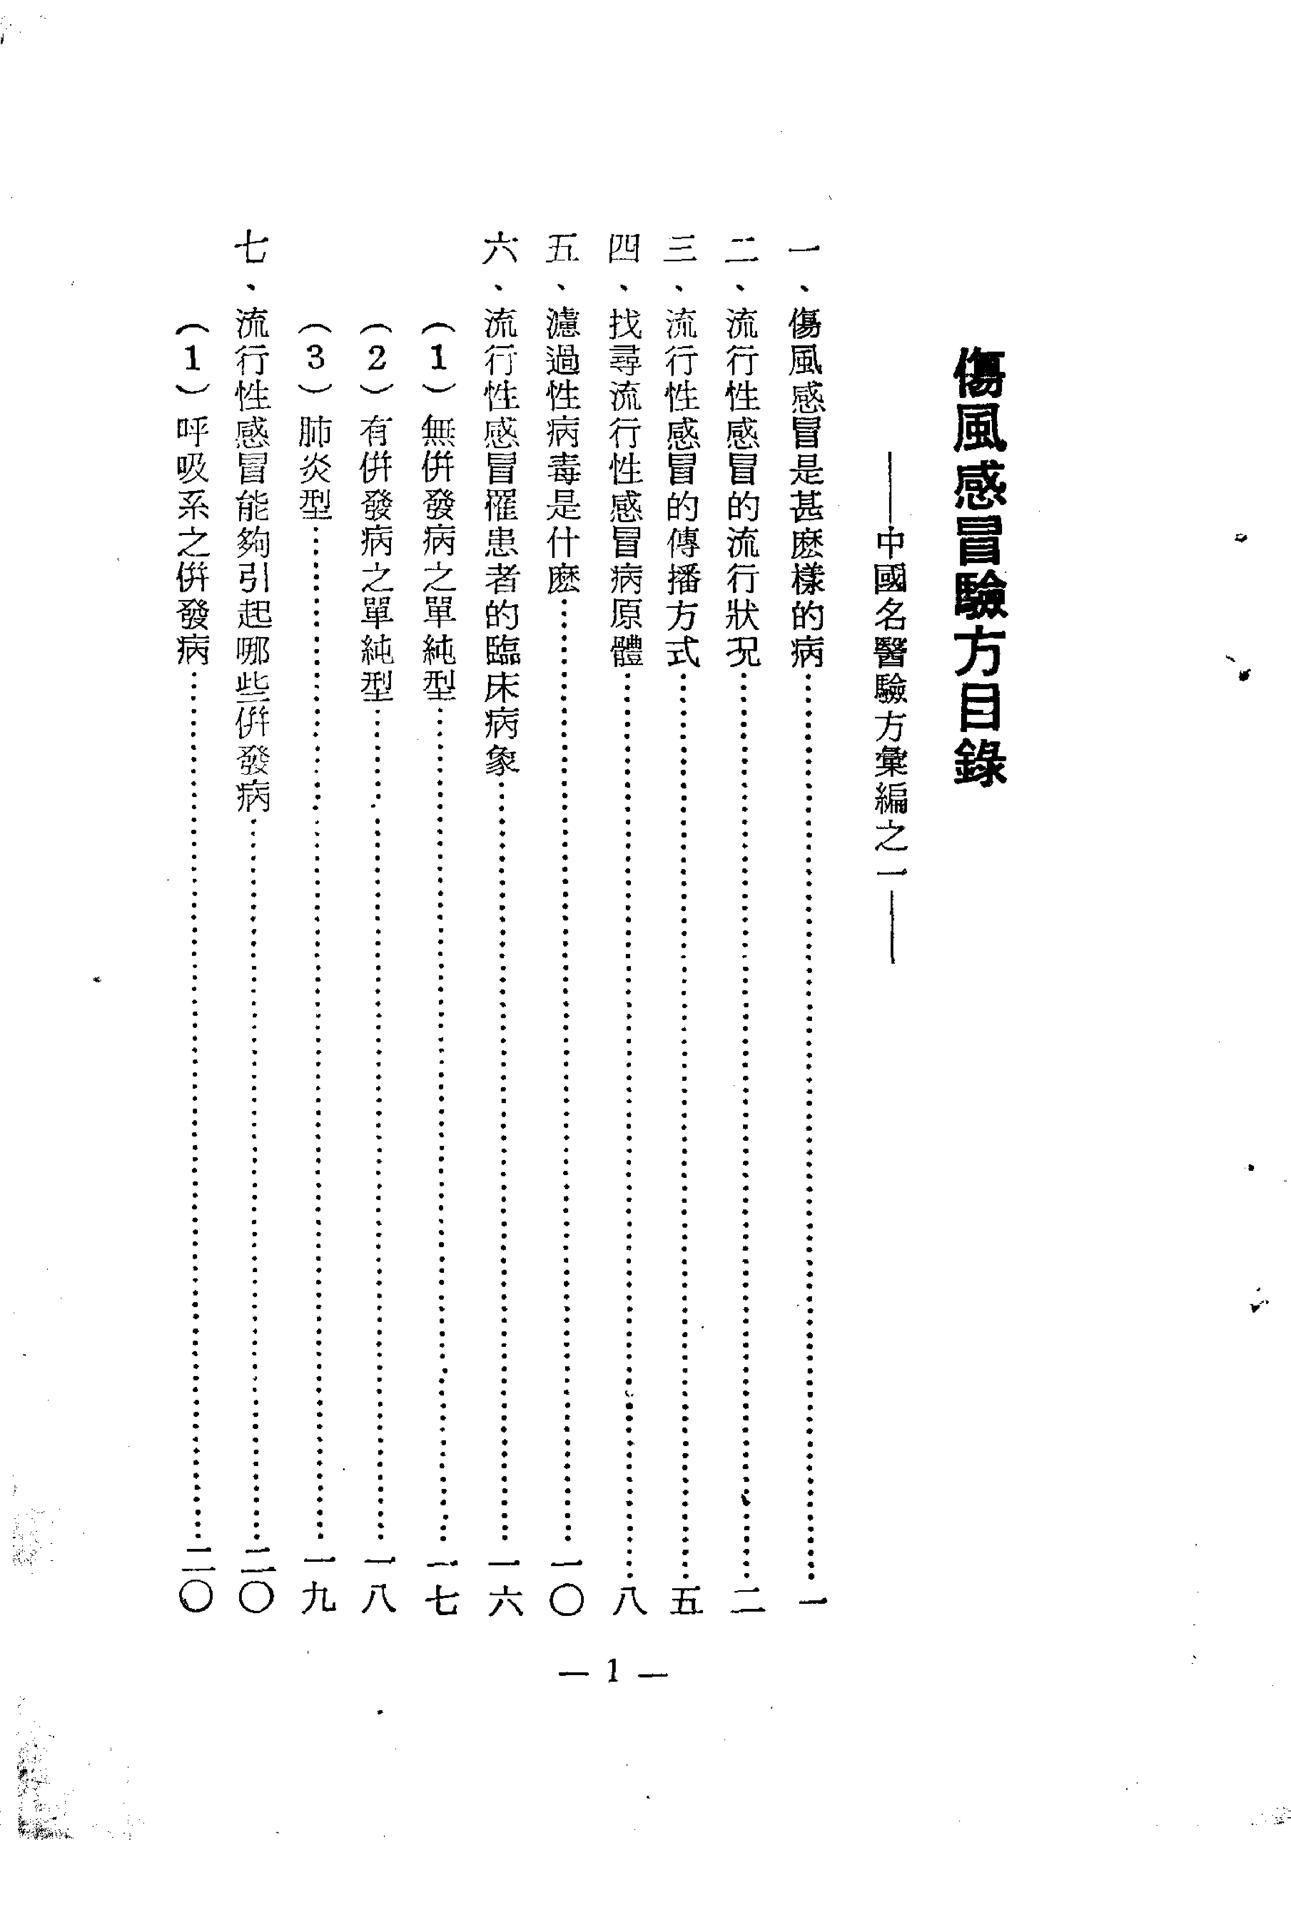 傷風感冒驗方目錄
——中國名醫驗方彙編之一——
一、傷風感冒是甚麽樣的病……………………一
二、流行性感冒的流行狀況……………………二
三、流行性感冒的傳播方式……………………五
四、找尋流行性感冒病原體……………………八
五、濾過性病毒是什麽……………………一〇
六、流行性感冒罹患者的臨床病象……………………一六
（1）無併發病之單純型……………………一七
（2）有併發病之單純型……………………一八
（3）肺炎型……………………一九
七、流行性感冒能夠引起哪些併發病……………………二〇
（1）呼吸系之併發病……………………二〇
— 1 —